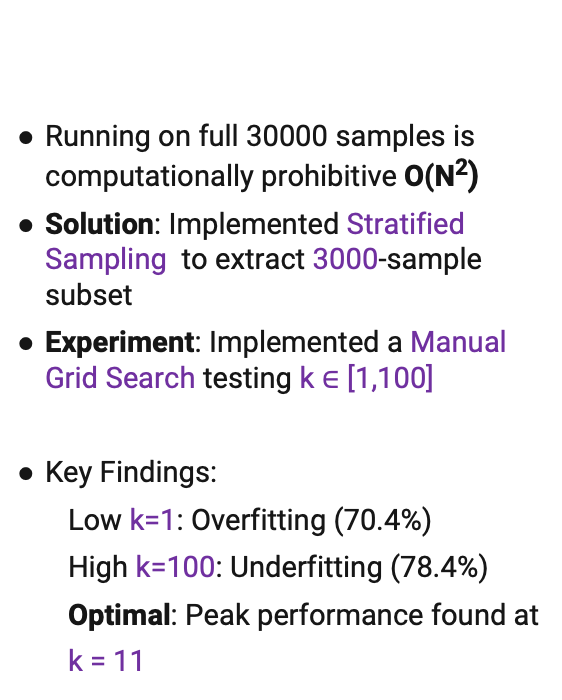 ● Running on full 30000 samples is
computationally prohibitive O(N²)
● Solution: Implemented Stratified
Sampling to extract 3000-sample
subset
● Experiment: Implemented a Manual
Grid Search testing k ∈ [1,100]
● Key Findings:
Low k=1: Overfitting (70.4%)
High k=100: Underfitting (78.4%)
Optimal: Peak performance found at
k = 11